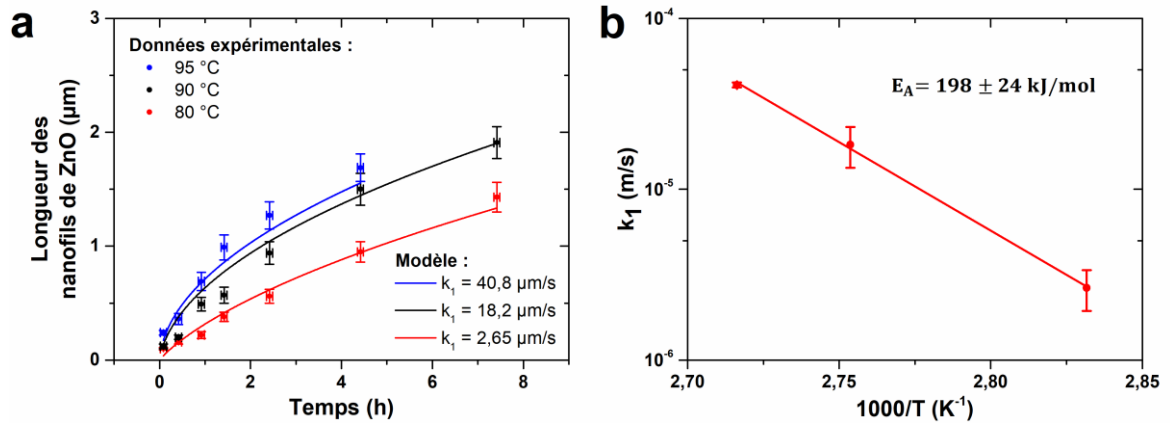 a
Longueur des
nanofils de ZnO (µm)
3
2
1
0
Données expérimentales :
95 °C
90 °C
80 °C
Modèle :
k1 = 40,8 µm/s
k1 = 18,2 µm/s
k1 = 2,65 µm/s
0 2 4 6 8
Temps (h)
b
k1 (m/s)
10-4
10-5
10-6
EA= 198 ± 24 kJ/mol
2,70 2,75 2,80 2,85
1000/T (K-1)